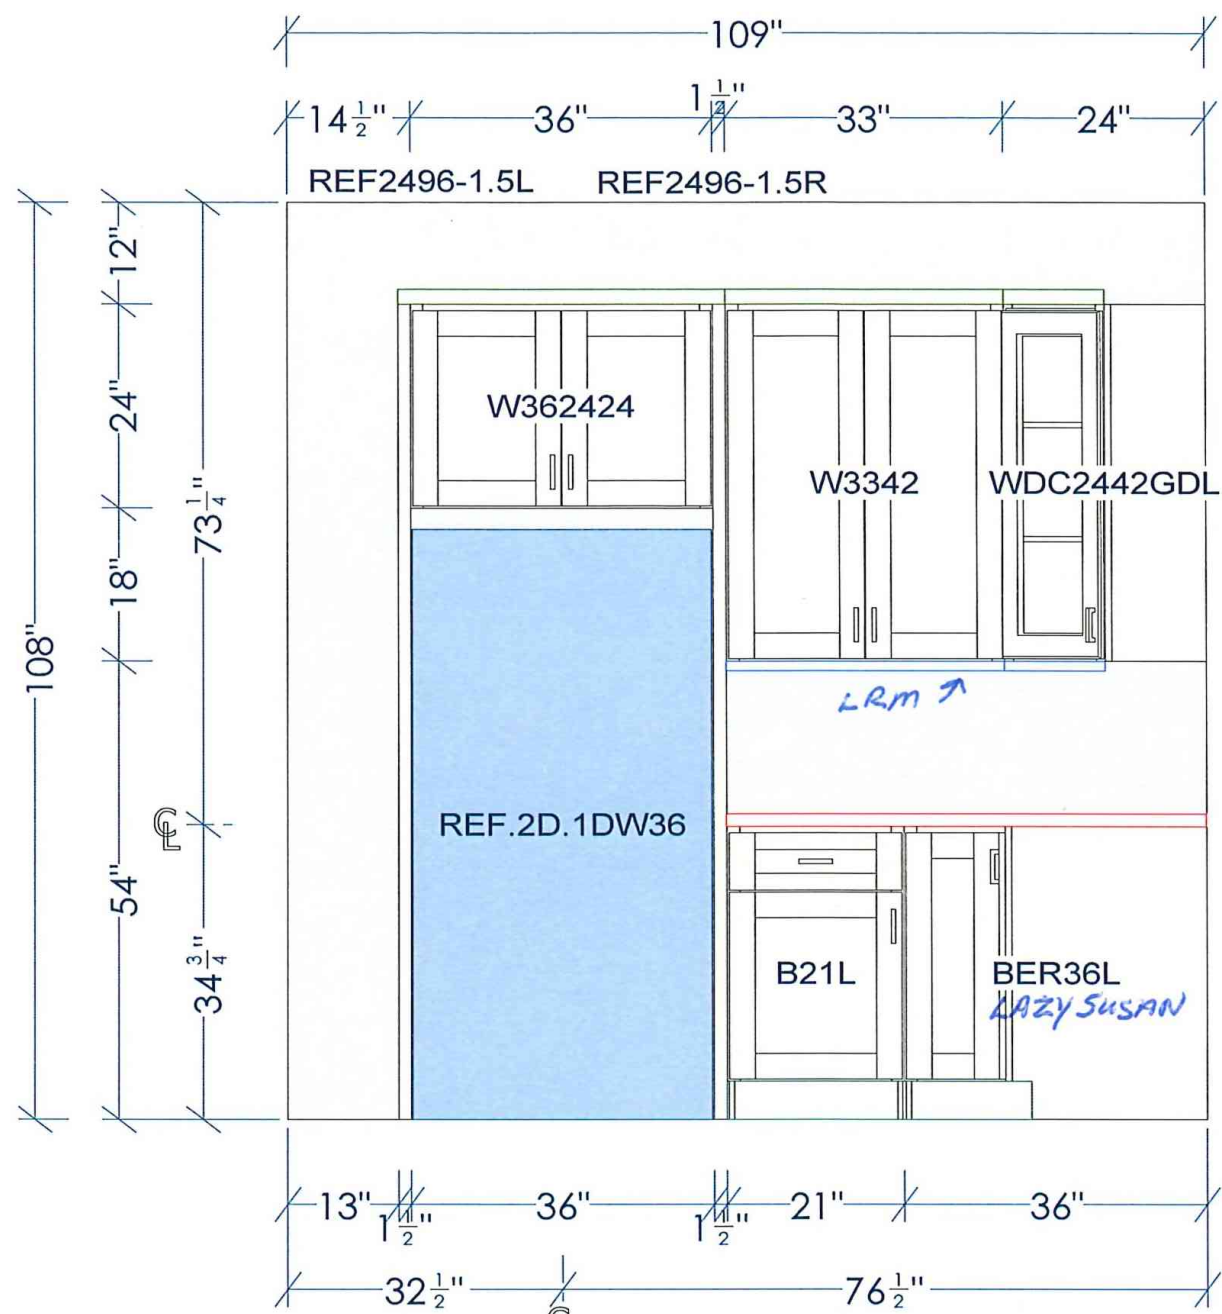 109"
14 1/2" 36" 1 1/2" 33" 24"
REF2496-1.5L REF2496-1.5R
12"
24"
18"
54"
108"
73 1/4"
34 3/4"
W362424
W3342
WDC2442GDL
LRM ↗
CL
REF.2D.1DW36
B21L
BER36L
LAZY SUSAN
13" 1 1/2" 36" 1 1/2" 21" 36"
32 1/2" 76 1/2"